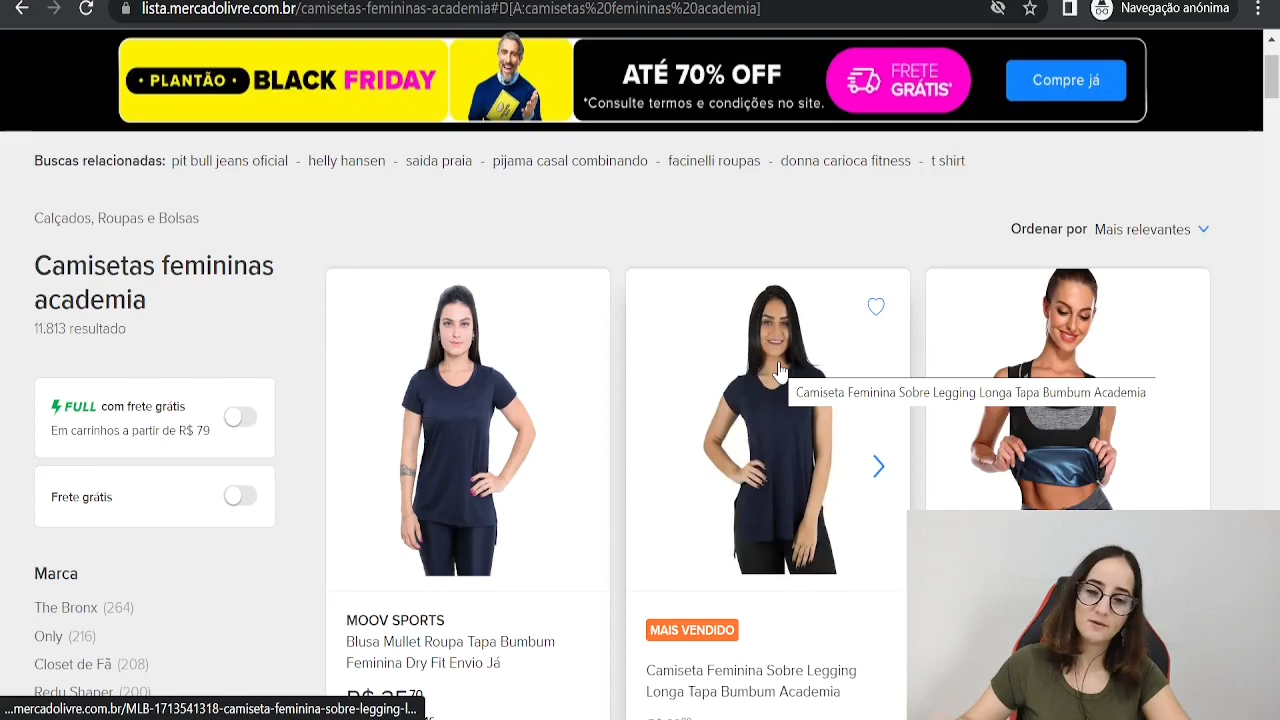 lista.mercadolivre.com.br/camisetas-femininas-academia#D[A:camisetas%20femininas%20academia]
Navegação anónima
• PLANTÃO • BLACK FRIDAY
ATÉ 70% OFF
*Consulte termos e condições no site.
FRETE
GRÁTIS*
Compre já
Buscas relacionadas: pit bull jeans oficial - helly hansen - saida praia - pijama casal combinando - facinelli roupas - donna carioca fitness - t shirt
Calçados, Roupas e Bolsas
Ordenar por Mais relevantes
Camisetas femininas
academia
11.813 resultado
FULL com frete grátis
Em carrinhos a partir de R$ 79
Frete grátis
Marca
The Bronx (264)
Only (216)
Closet de Fã (208)
Redu Shaper (200)
Camiseta Feminina Sobre Legging Longa Tapa Bumbum Academia
MOOV SPORTS
Blusa Mullet Roupa Tapa Bumbum
Feminina Dry Fit Envio Já
MAIS VENDIDO
Camiseta Feminina Sobre Legging
Longa Tapa Bumbum Academia
...mercadolivre.com.br/MLB-1713541318-camiseta-feminina-sobre-legging-l...